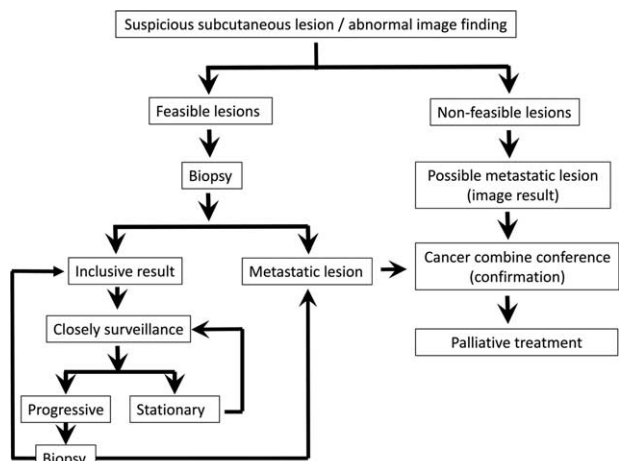 Suspicious subcutaneous lesion / abnormal image finding
Feasible lesions
Non-feasible lesions
Biopsy
Possible metastatic lesion
(image result)
Inclusive result
Metastatic lesion
Cancer combine conference
(confirmation)
Closely surveillance
Palliative treatment
Progressive
Stationary
Biopsy